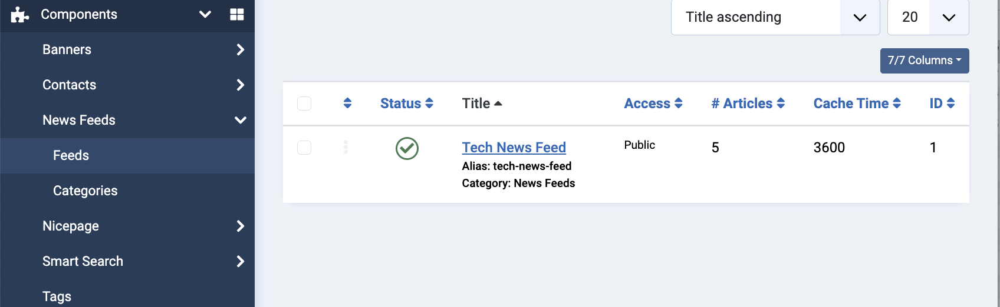 Components
Banners
Contacts
News Feeds
Feeds
Categories
Nicepage
Smart Search
Tags
Title ascending
20
7/7 Columns
Status Title Access # Articles Cache Time ID
Tech News Feed Public 5 3600 1
Alias: tech-news-feed
Category: News Feeds